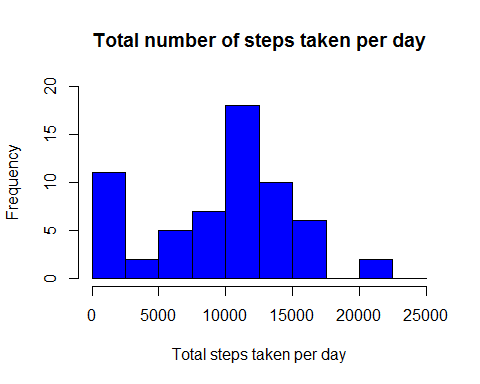 Total number of steps taken per day
Frequency
20
15
10
5
0
0 5000 10000 15000 20000 25000
Total steps taken per day